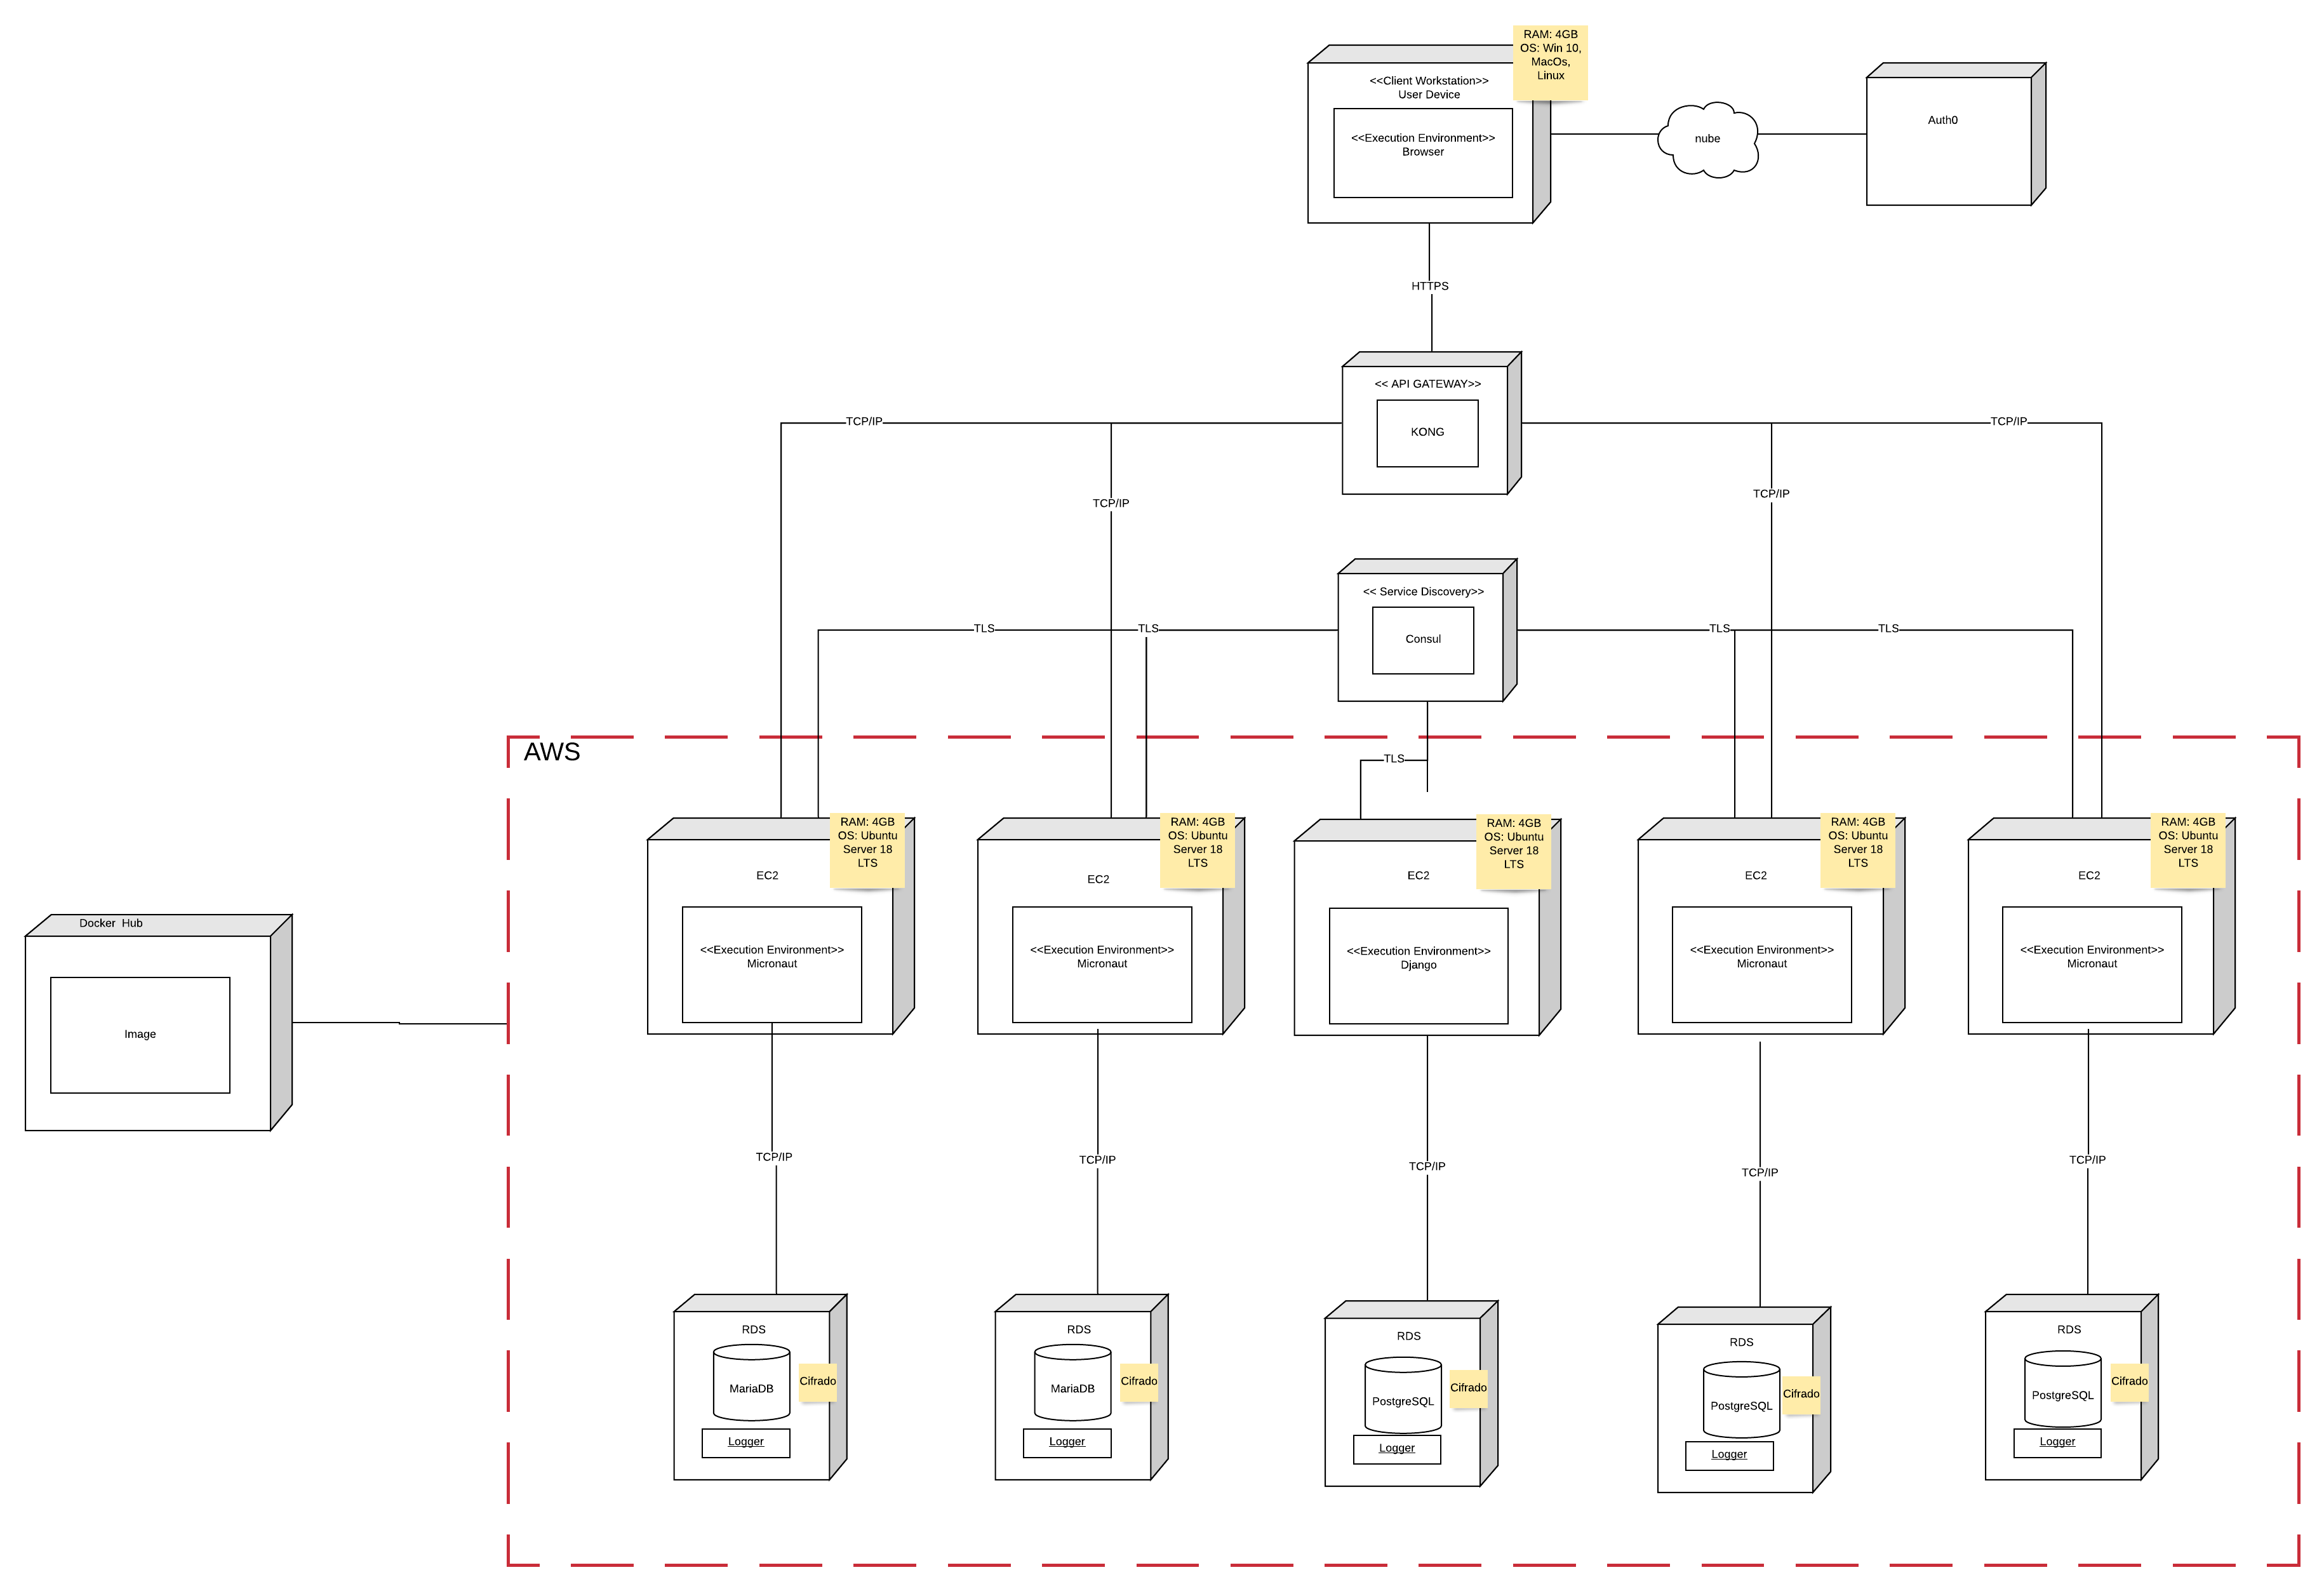 RAM: 4GB
OS: Win 10,
MacOs,
Linux
<<Client Workstation>>
User Device
<<Execution Environment>>
Browser
nube
Auth0
HTTPS
<< API GATEWAY>>
KONG
TCP/IP
TCP/IP
TCP/IP
TCP/IP
<< Service Discovery>>
Consul
TLS
TLS
TLS
TLS
AWS
TLS
RAM: 4GB
OS: Ubuntu
Server 18
LTS
EC2
<<Execution Environment>>
Micronaut
RAM: 4GB
OS: Ubuntu
Server 18
LTS
EC2
<<Execution Environment>>
Micronaut
RAM: 4GB
OS: Ubuntu
Server 18
LTS
EC2
<<Execution Environment>>
Django
RAM: 4GB
OS: Ubuntu
Server 18
LTS
EC2
<<Execution Environment>>
Micronaut
RAM: 4GB
OS: Ubuntu
Server 18
LTS
EC2
<<Execution Environment>>
Micronaut
Docker Hub
Image
TCP/IP
TCP/IP
TCP/IP
TCP/IP
TCP/IP
RDS
MariaDB
Cifrado
Logger
RDS
MariaDB
Cifrado
Logger
RDS
PostgreSQL
Cifrado
Logger
RDS
PostgreSQL
Cifrado
Logger
RDS
PostgreSQL
Cifrado
Logger